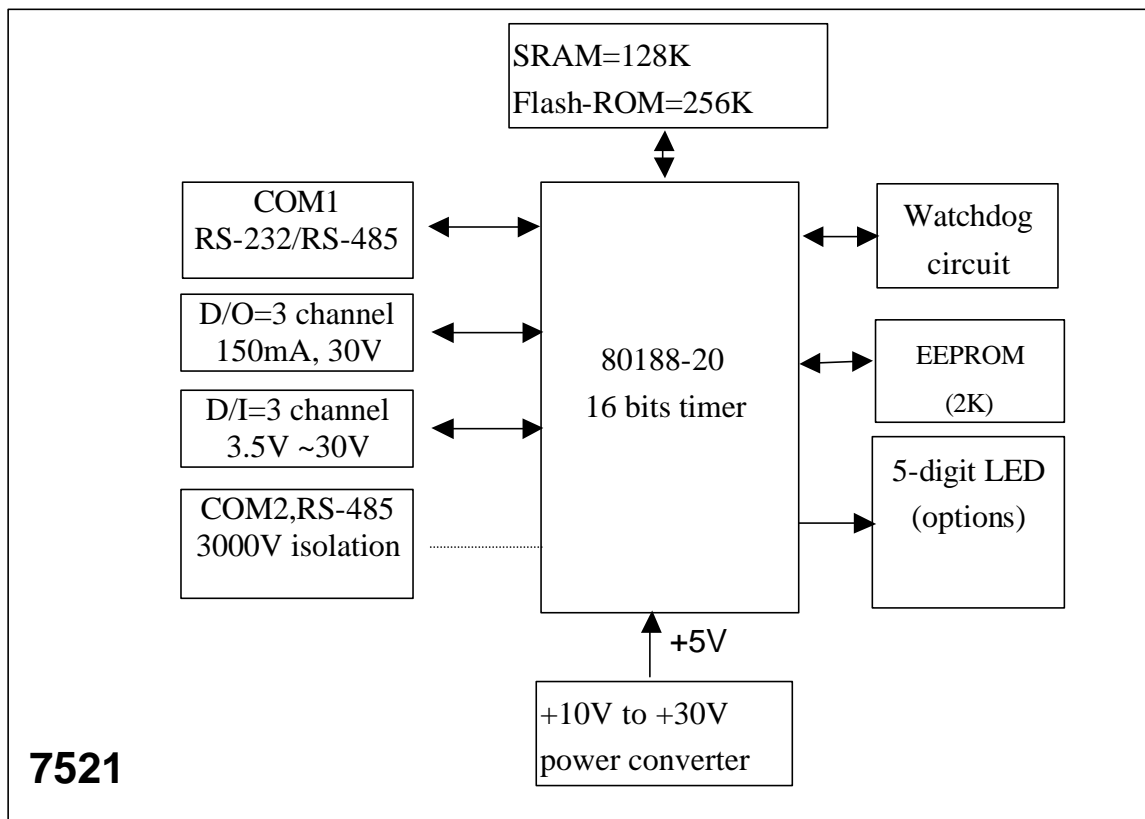 SRAM=128K
Flash-ROM=256K
COM1
RS-232/RS-485
D/O=3 channel
150mA, 30V
D/I=3 channel
3.5V ~30V
COM2,RS-485
3000V isolation
80188-20
16 bits timer
Watchdog
circuit
EEPROM
(2K)
5-digit LED
(options)
+5V
+10V to +30V
power converter
7521